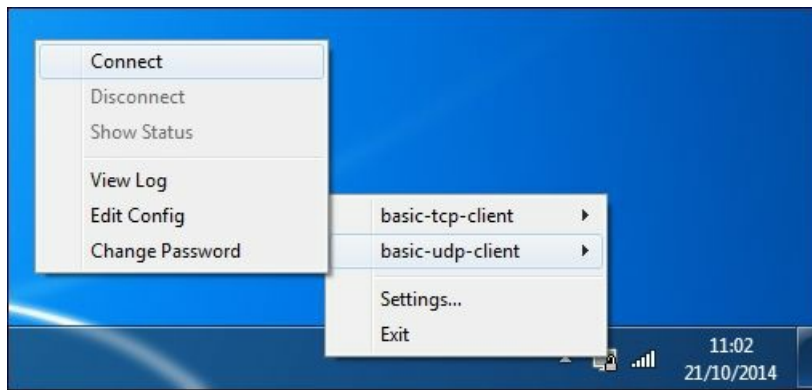 Connect
Disconnect
Show Status
View Log
Edit Config
Change Password
basic-tcp-client
basic-udp-client
Settings...
Exit
11:02
21/10/2014